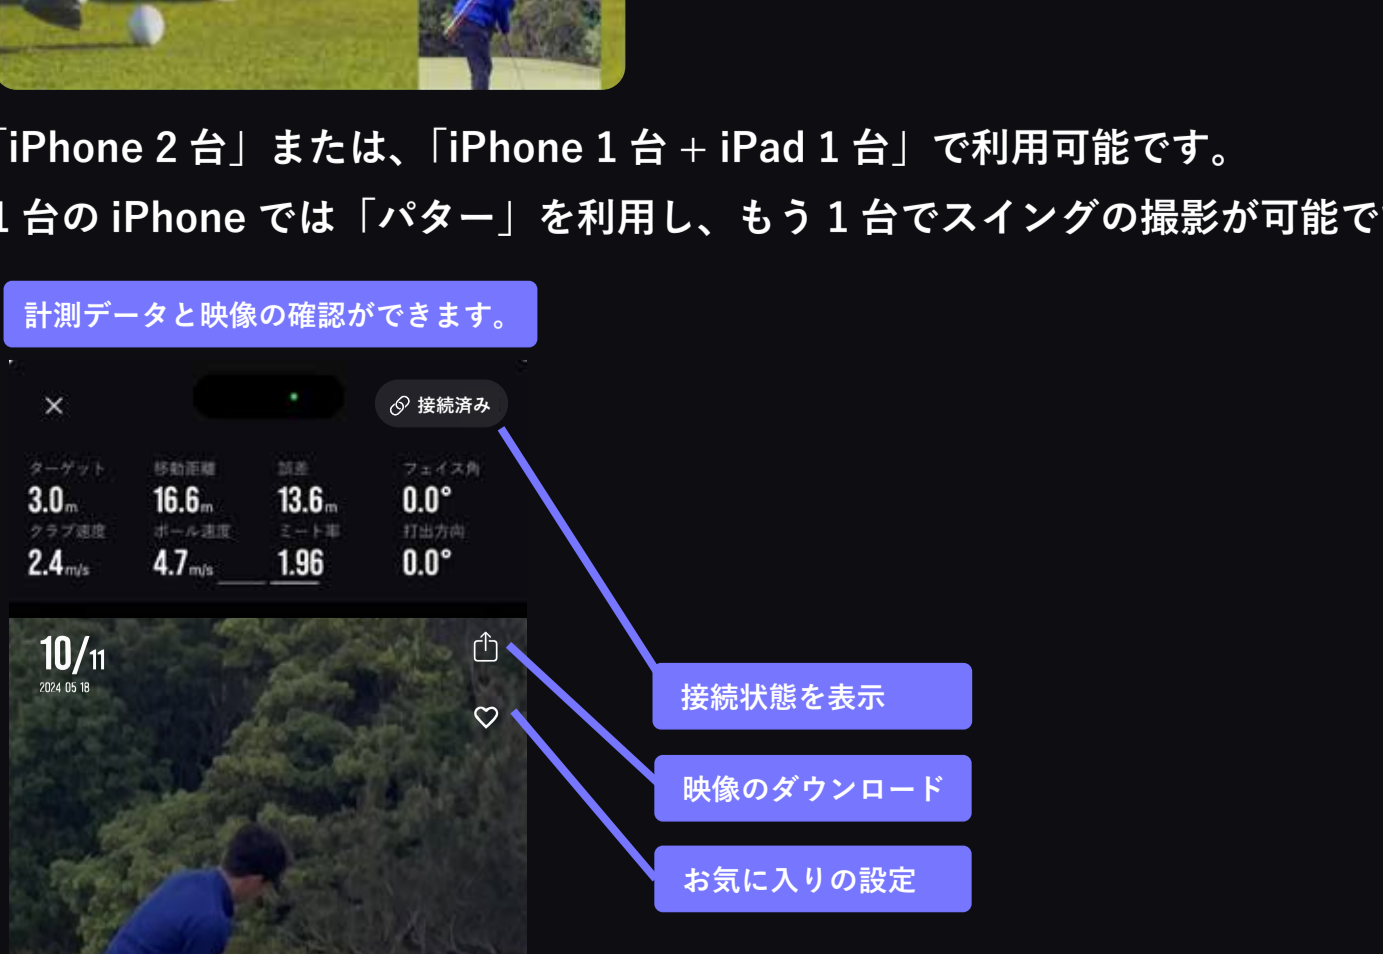 「iPhone 2 台」または、「iPhone 1 台 + iPad 1 台」で利用可能です。
1 台の iPhone では「パター」を利用し、もう 1 台でスイングの撮影が可能で
計測データと映像の確認ができます。
接続済み
ターゲット 移動距離 誤差 フェイス角
3.0m 16.6m 13.6m 0.0°
クラブ速度 ボール速度 ミート率 打出方向
2.4m/s 4.7m/s 1.96 0.0°
10/11
2024 05 18
接続状態を表示
映像のダウンロード
お気に入りの設定